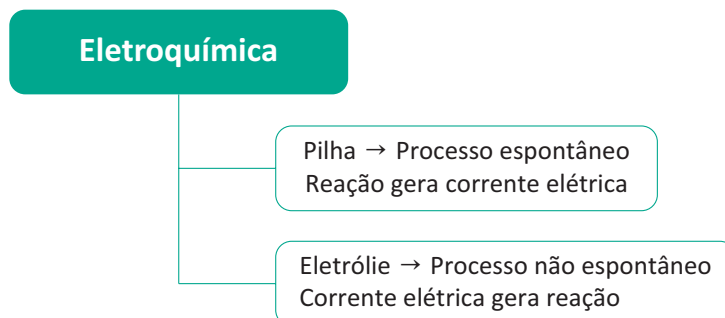 Eletroquímica
Pilha → Processo espontâneo
Reação gera corrente elétrica
Eletrólie → Processo não espontâneo
Corrente elétrica gera reação